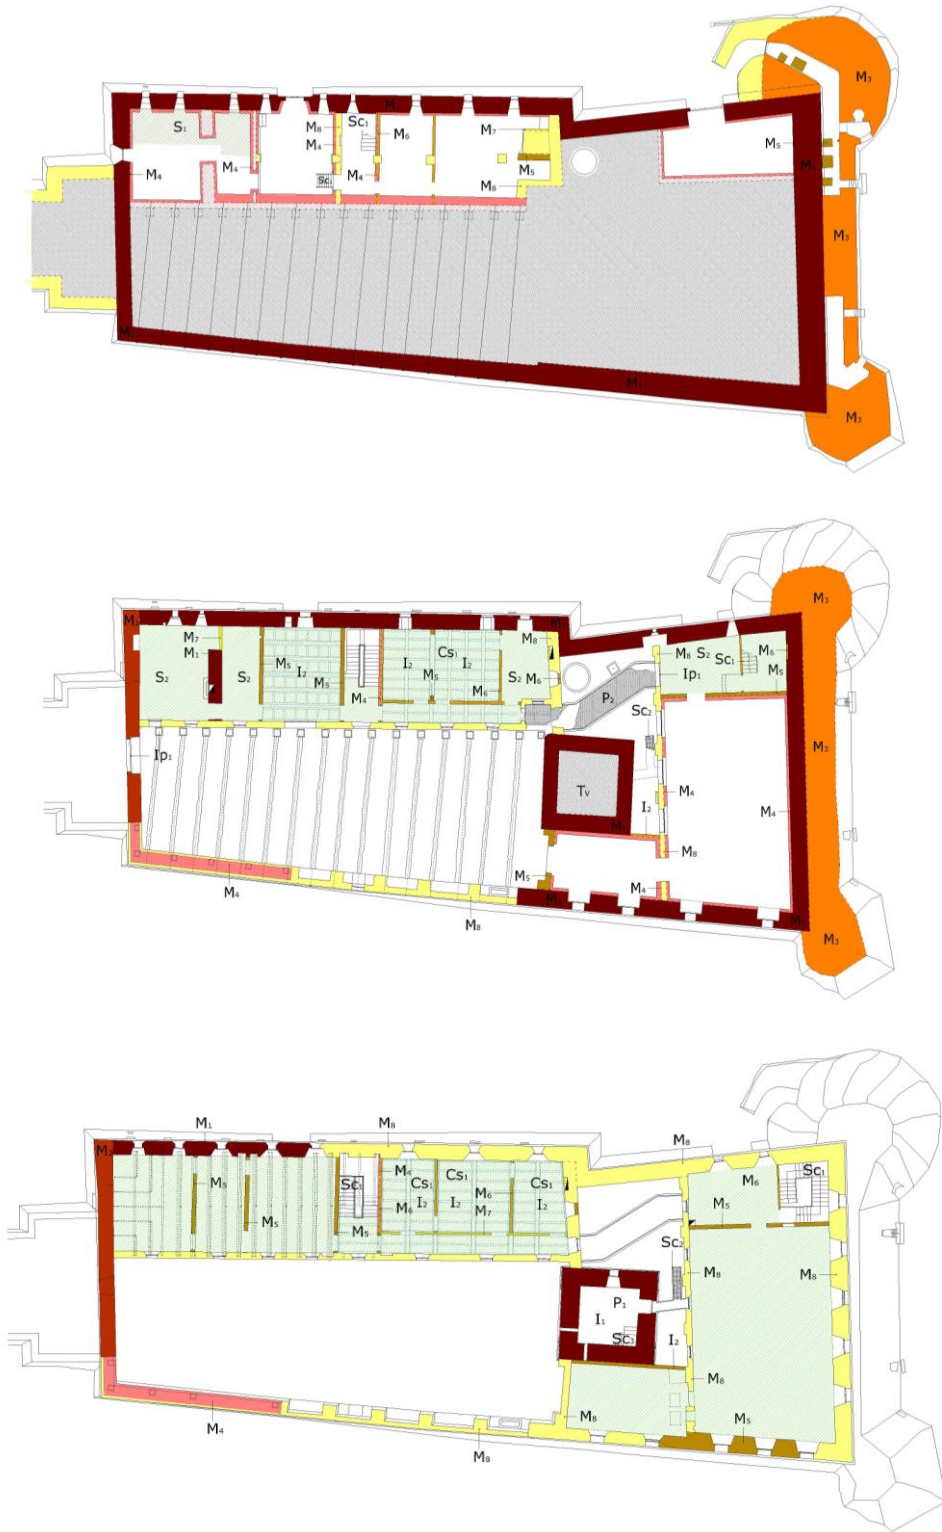 M₃
S₁
Sc₁
M₈
M₆
M₇
M₄
M₅
M₅
M₄
M₄
M₄
Sc₁
M₈
M₃
M₁
M₃
M₃
M₇
M₁
M₈
M₈
S₂
M₆
M₅
I₂
Cs₁
I₂
I₂
Sc₁
Ip₁
M₅
S₂
S₂
M₅
M₅
M₆
S₂
M₆
M₄
P₂
Sc₂
M₃
Ip₁
Tv
M₄
M₄
I₂
M₈
M₅
M₄
M₄
M₈
M₃
M₁
M₈
M₈
M₂
M₄
Cs₁
Cs₁
Cs₁
Sc₁
M₆
Sc₁
M₅
I₂
I₂
M₆
I₂
M₆
M₇
M₅
M₅
M₅
Sc₂
M₈
M₈
P₁
I₁
Sc₃
I₂
M₈
M₄
M₈
M₈
M₅